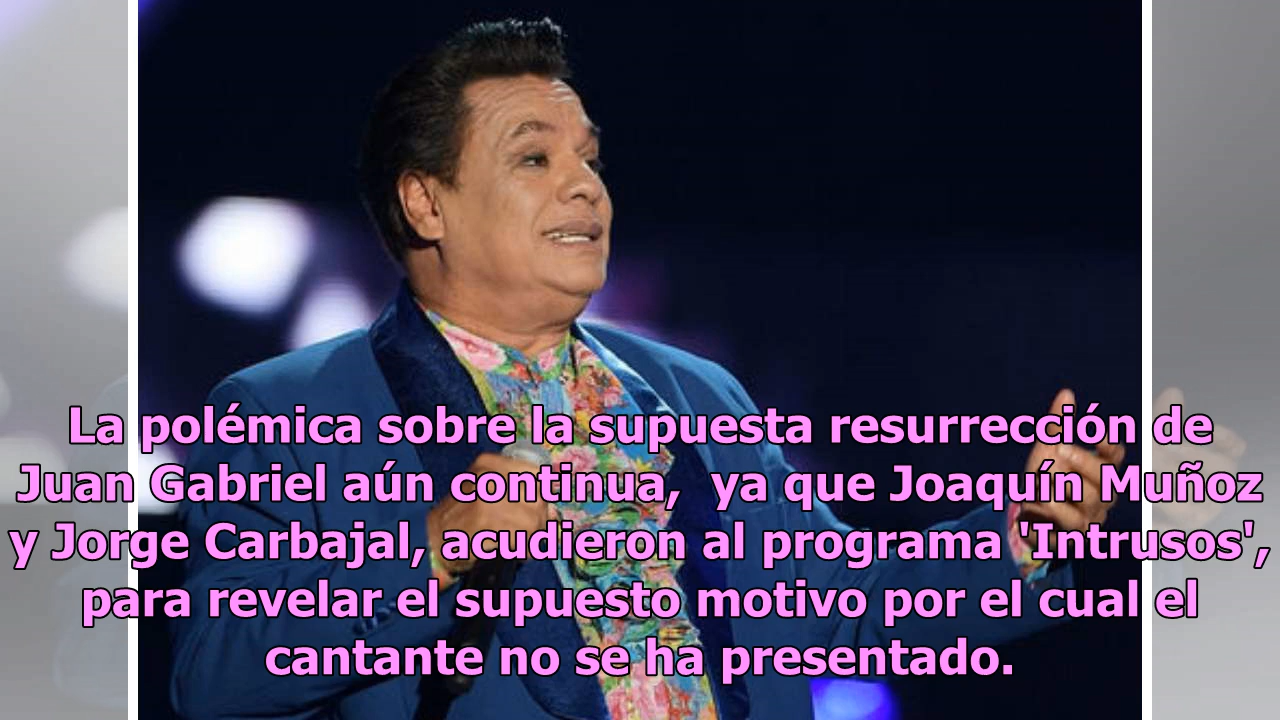 La polémica sobre la supuesta resurrección de
Juan Gabriel aún continua,  ya que Joaquín Muñoz
y Jorge Carbajal, acudieron al programa 'Intrusos',
para revelar el supuesto motivo por el cual el
cantante no se ha presentado.